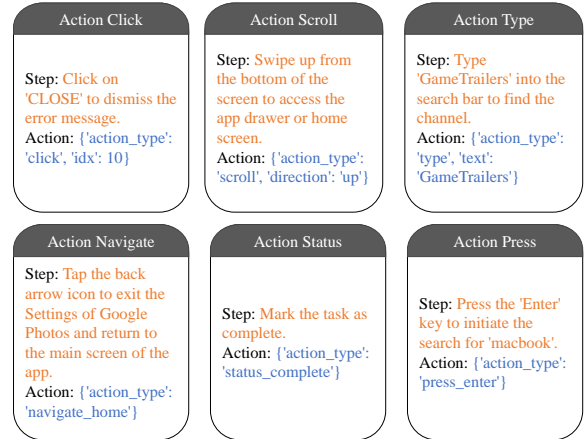 Action Click
Step: Click on
'CLOSE' to dismiss the
error message.
Action: {'action_type':
'click', 'idx': 10}
Action Scroll
Step: Swipe up from
the bottom of the
screen to access the
app drawer or home
screen.
Action: {'action_type':
'scroll', 'direction': 'up'}
Action Type
Step: Type
'GameTrailers' into the
search bar to find the
channel.
Action: {'action_type':
'type', 'text':
'GameTrailers'}
Action Navigate
Step: Tap the back
arrow icon to exit the
Settings of Google
Photos and return to
the main screen of the
app.
Action: {'action_type':
'navigate_home'}
Action Status
Step: Mark the task as
complete.
Action: {'action_type':
'status_complete'}
Action Press
Step: Press the 'Enter'
key to initiate the
search for 'macbook'.
Action: {'action_type':
'press_enter'}